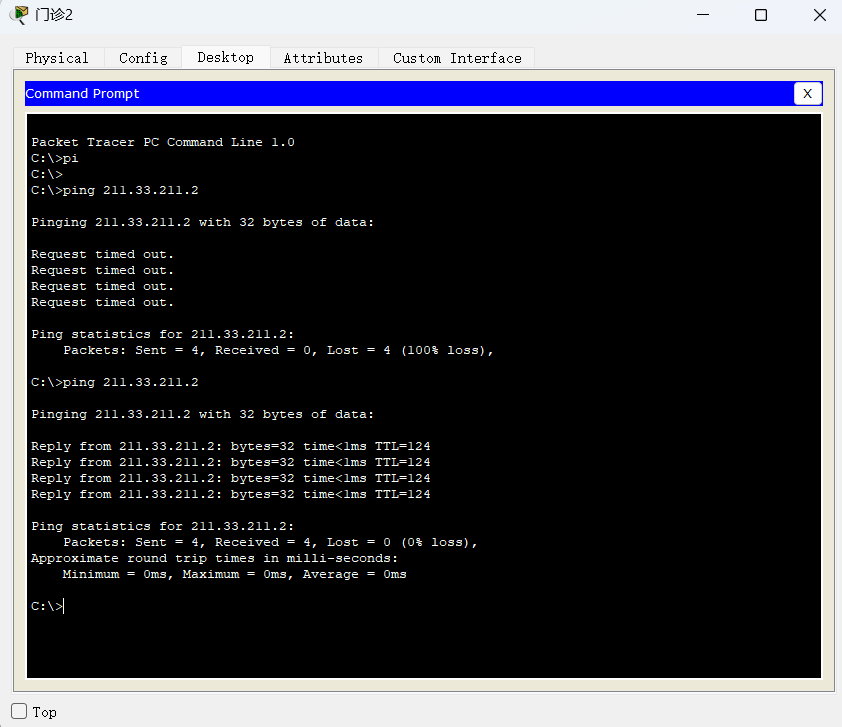 门诊2
Physical Config Desktop Attributes Custom Interface
Command Prompt
X
Packet Tracer PC Command Line 1.0
C:\>pi
C:\>
C:\>ping 211.33.211.2
Pinging 211.33.211.2 with 32 bytes of data:
Request timed out.
Request timed out.
Request timed out.
Request timed out.
Ping statistics for 211.33.211.2:
    Packets: Sent = 4, Received = 0, Lost = 4 (100% loss),
C:\>ping 211.33.211.2
Pinging 211.33.211.2 with 32 bytes of data:
Reply from 211.33.211.2: bytes=32 time<1ms TTL=124
Reply from 211.33.211.2: bytes=32 time<1ms TTL=124
Reply from 211.33.211.2: bytes=32 time<1ms TTL=124
Reply from 211.33.211.2: bytes=32 time<1ms TTL=124
Ping statistics for 211.33.211.2:
    Packets: Sent = 4, Received = 4, Lost = 0 (0% loss),
Approximate round trip times in milli-seconds:
    Minimum = 0ms, Maximum = 0ms, Average = 0ms
C:\>
Top